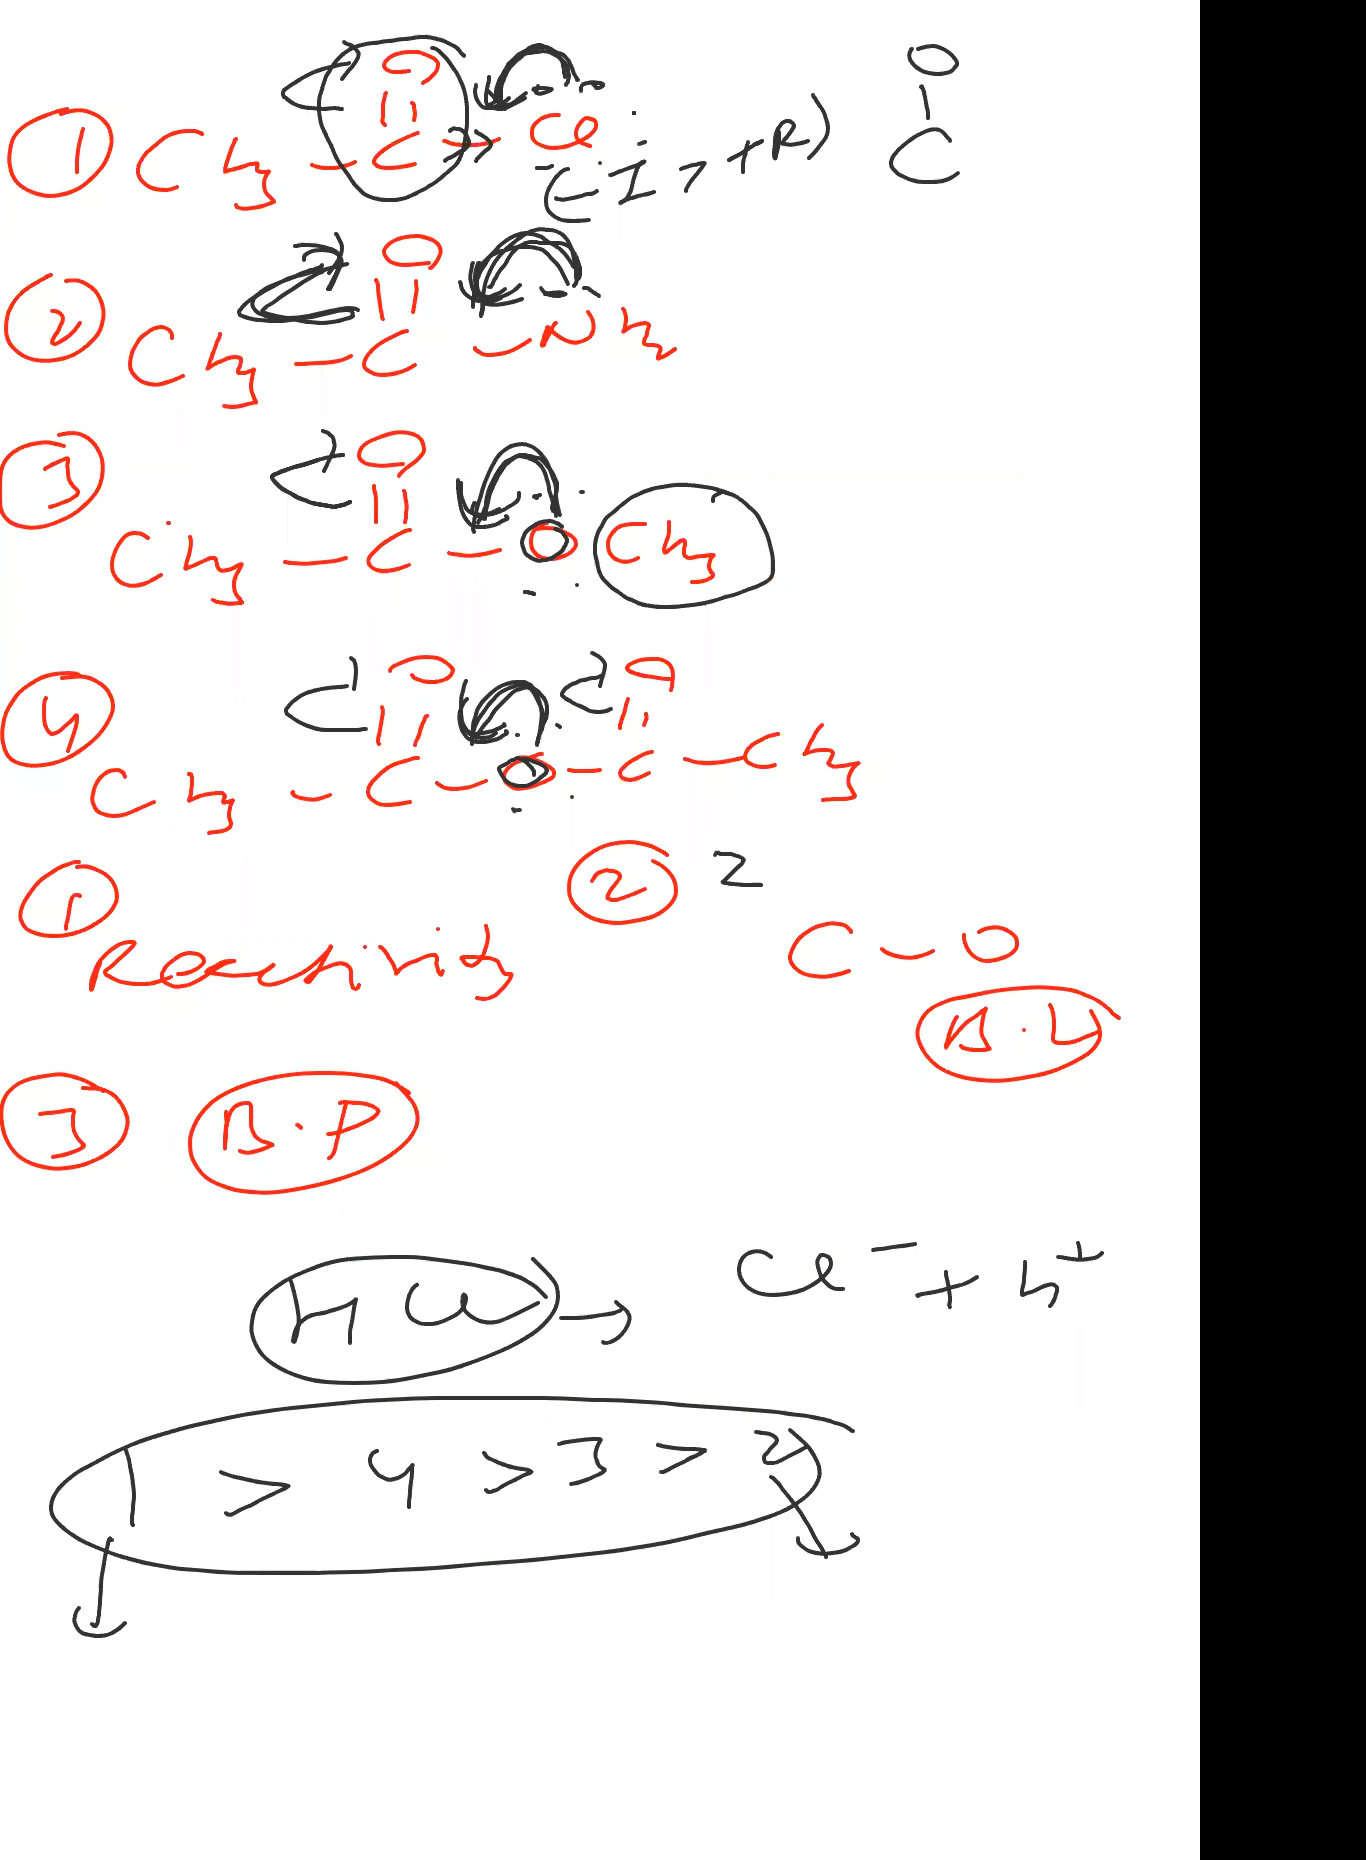 O
① CH3 - C - Cl
(-I > +R)
O
C
O
② CH3 - C - NH2
O
③ CH3 - C - O CH3
O O
④ CH3 - C - O - C - CH3
① Reactivity
② 2
C - O
B.L
③ B.P
HCl → Cl⁻ + H⁺
1 > 4 > 3 > 2